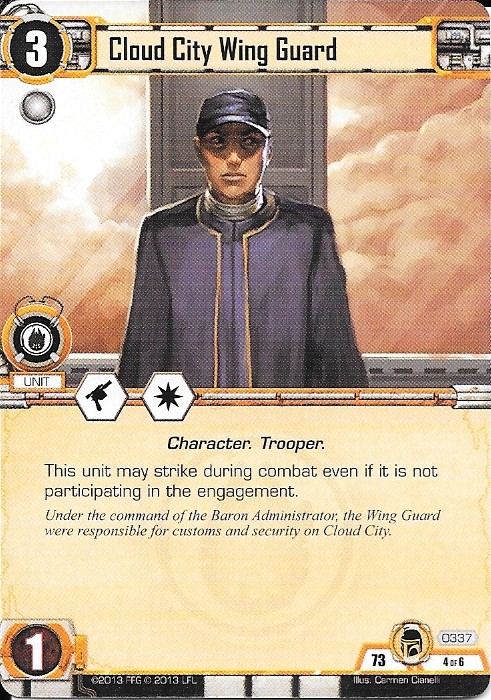 3
Cloud City Wing Guard
UNIT
Character. Trooper.
This unit may strike during combat even if it is not
participating in the engagement.
Under the command of the Baron Administrator, the Wing Guard
were responsible for customs and security on Cloud City.
1
0337
73
4 OF 6
©2013 FFG © 2013 LFL
Illus. Carmen Cianelli